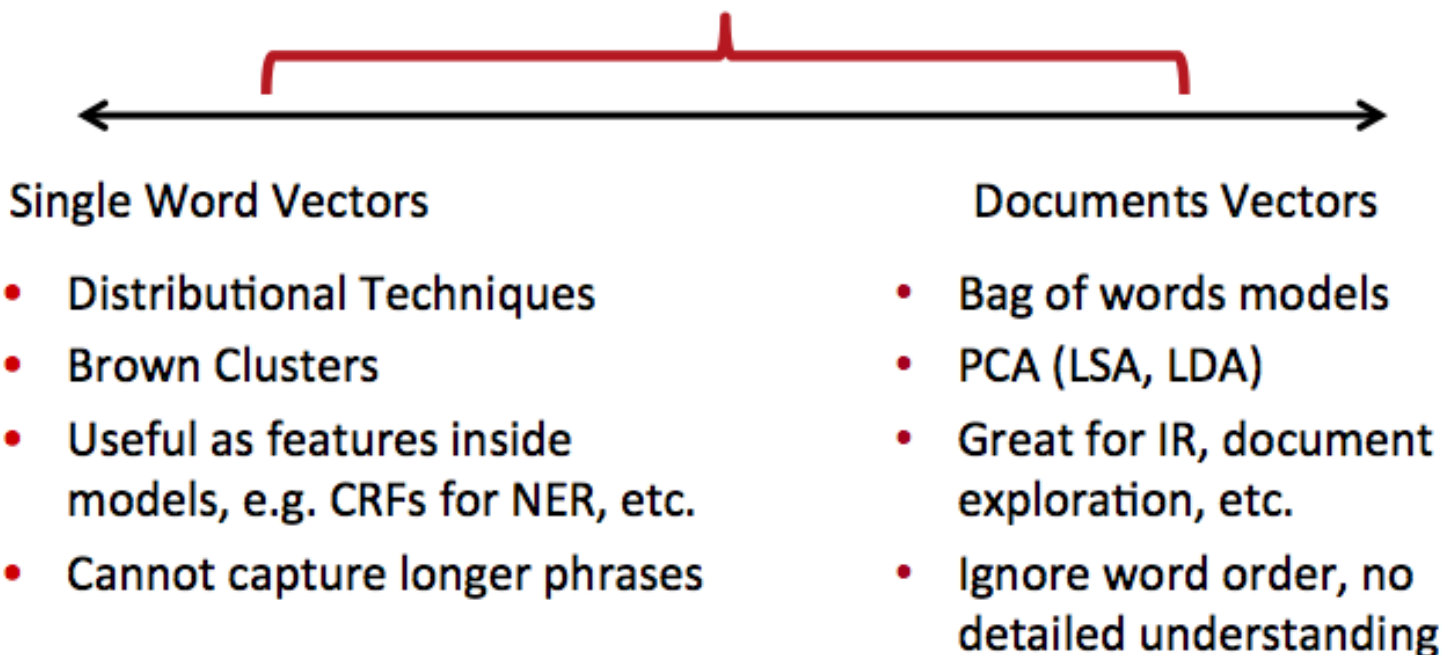 Single Word Vectors
• Distributional Techniques
• Brown Clusters
• Useful as features inside
models, e.g. CRFs for NER, etc.
• Cannot capture longer phrases
Documents Vectors
• Bag of words models
• PCA (LSA, LDA)
• Great for IR, document
exploration, etc.
• Ignore word order, no
detailed understanding